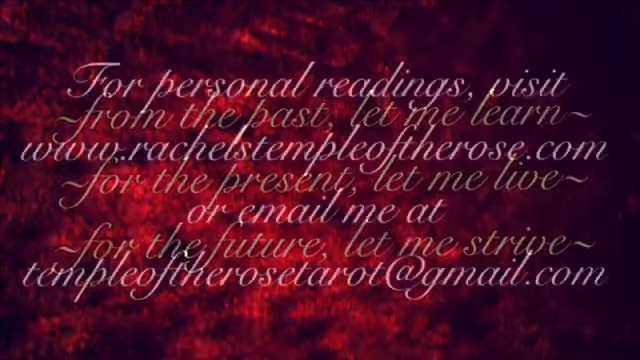 For personal readings, visit
~from the past, let me learn~
www.rachelstempleoftherose.com
~for the present, let me live~
or email me at
~for the future, let me strive~
templeoftherosetarot@gmail.com